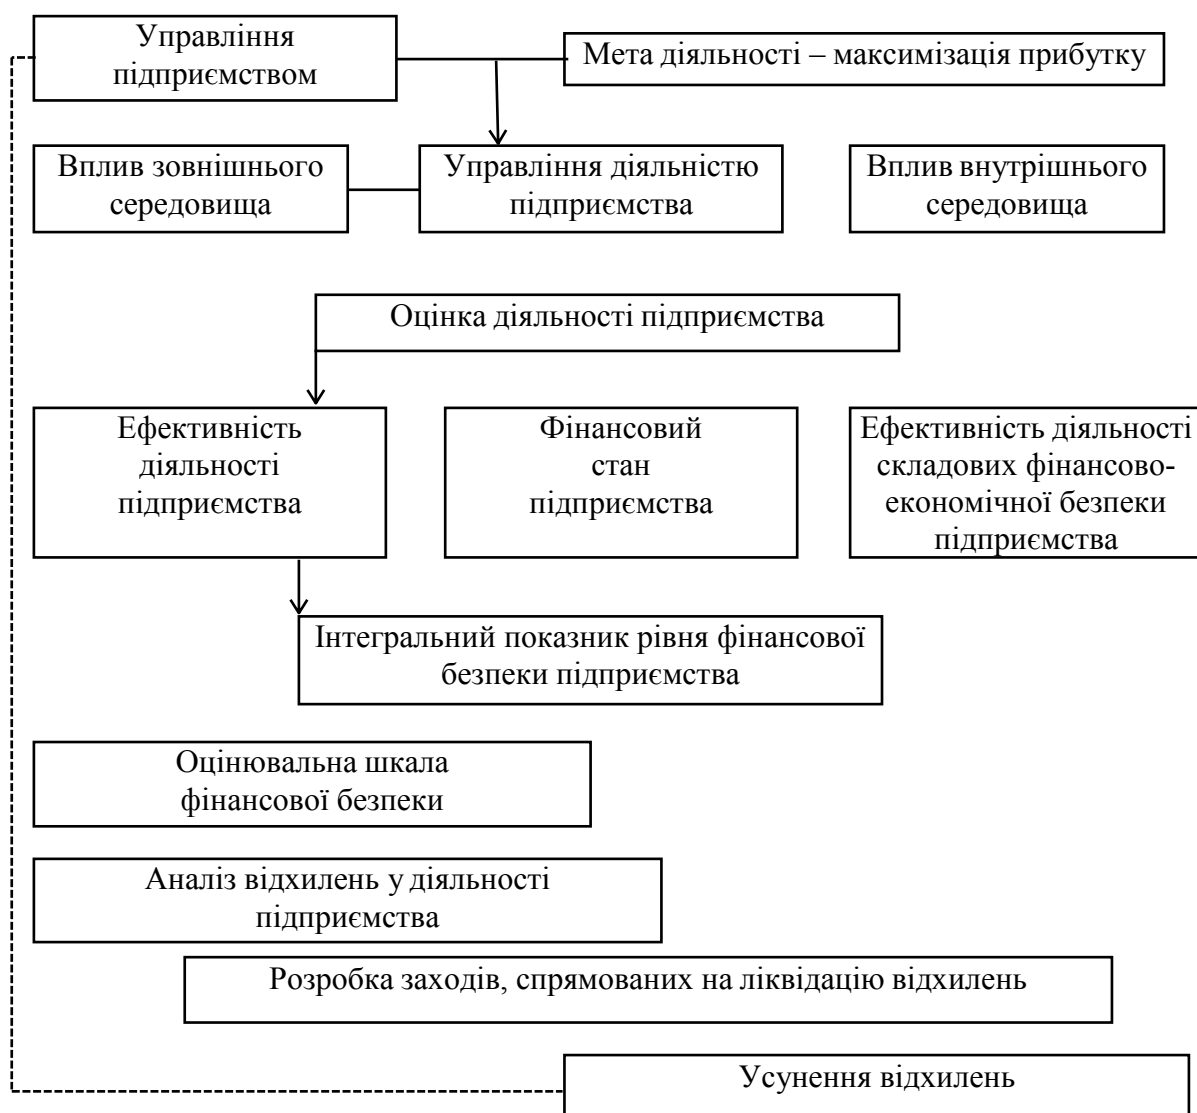 Управління
підприємством
Мета діяльності – максимізація прибутку
Вплив зовнішнього
середовища
Управління діяльністю
підприємства
Вплив внутрішнього
середовища
Оцінка діяльності підприємства
Ефективність
діяльності
підприємства
Фінансовий
стан
підприємства
Ефективність діяльності
складових фінансово-
економічної безпеки
підприємства
Інтегральний показник рівня фінансової
безпеки підприємства
Оцінювальна шкала
фінансової безпеки
Аналіз відхилень у діяльності
підприємства
Розробка заходів, спрямованих на ліквідацію відхилень
Усунення відхилень